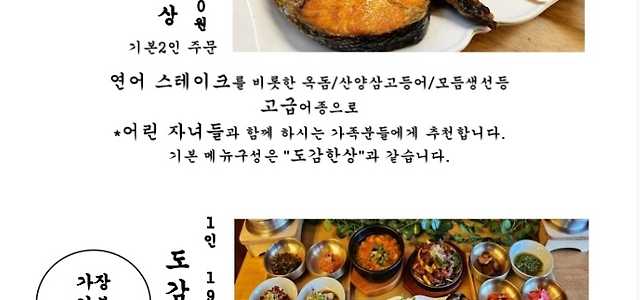 상
0원
기본2인 주문
연어 스테이크를 비롯한 옥돔/산양삼고등어/모듬생선등
고급어종으로
*어린 자녀들과 함께 하시는 가족분들에게 추천합니다.
기본 메뉴구성은 "도감한상"과 같습니다.
1인 19
도감
가장